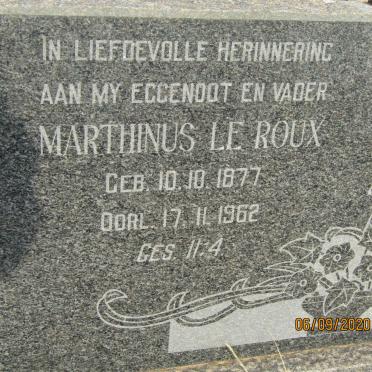 IN LIEFDEVOLLE HERINNERING
AAN MY EGGENOOT EN VADER
MARTHINUS LE ROUX
GEB. 10.10.1877
OORL. 17.11.1962
GES. 11:4.
06/09/2020